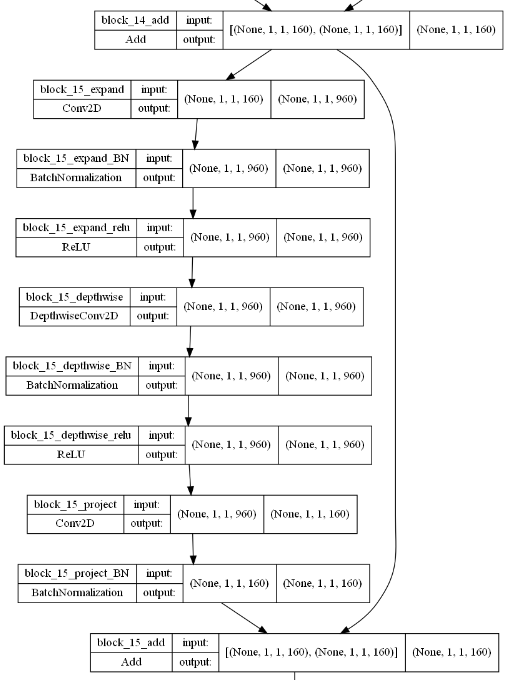 block_14_add input: [(None, 1, 1, 160), (None, 1, 1, 160)] (None, 1, 1, 160)
Add output:
block_15_expand input: (None, 1, 1, 160) (None, 1, 1, 960)
Conv2D output:
block_15_expand_BN input: (None, 1, 1, 960) (None, 1, 1, 960)
BatchNormalization output:
block_15_expand_relu input: (None, 1, 1, 960) (None, 1, 1, 960)
ReLU output:
block_15_depthwise input: (None, 1, 1, 960) (None, 1, 1, 960)
DepthwiseConv2D output:
block_15_depthwise_BN input: (None, 1, 1, 960) (None, 1, 1, 960)
BatchNormalization output:
block_15_depthwise_relu input: (None, 1, 1, 960) (None, 1, 1, 960)
ReLU output:
block_15_project input: (None, 1, 1, 960) (None, 1, 1, 160)
Conv2D output:
block_15_project_BN input: (None, 1, 1, 160) (None, 1, 1, 160)
BatchNormalization output:
block_15_add input: [(None, 1, 1, 160), (None, 1, 1, 160)] (None, 1, 1, 160)
Add output: